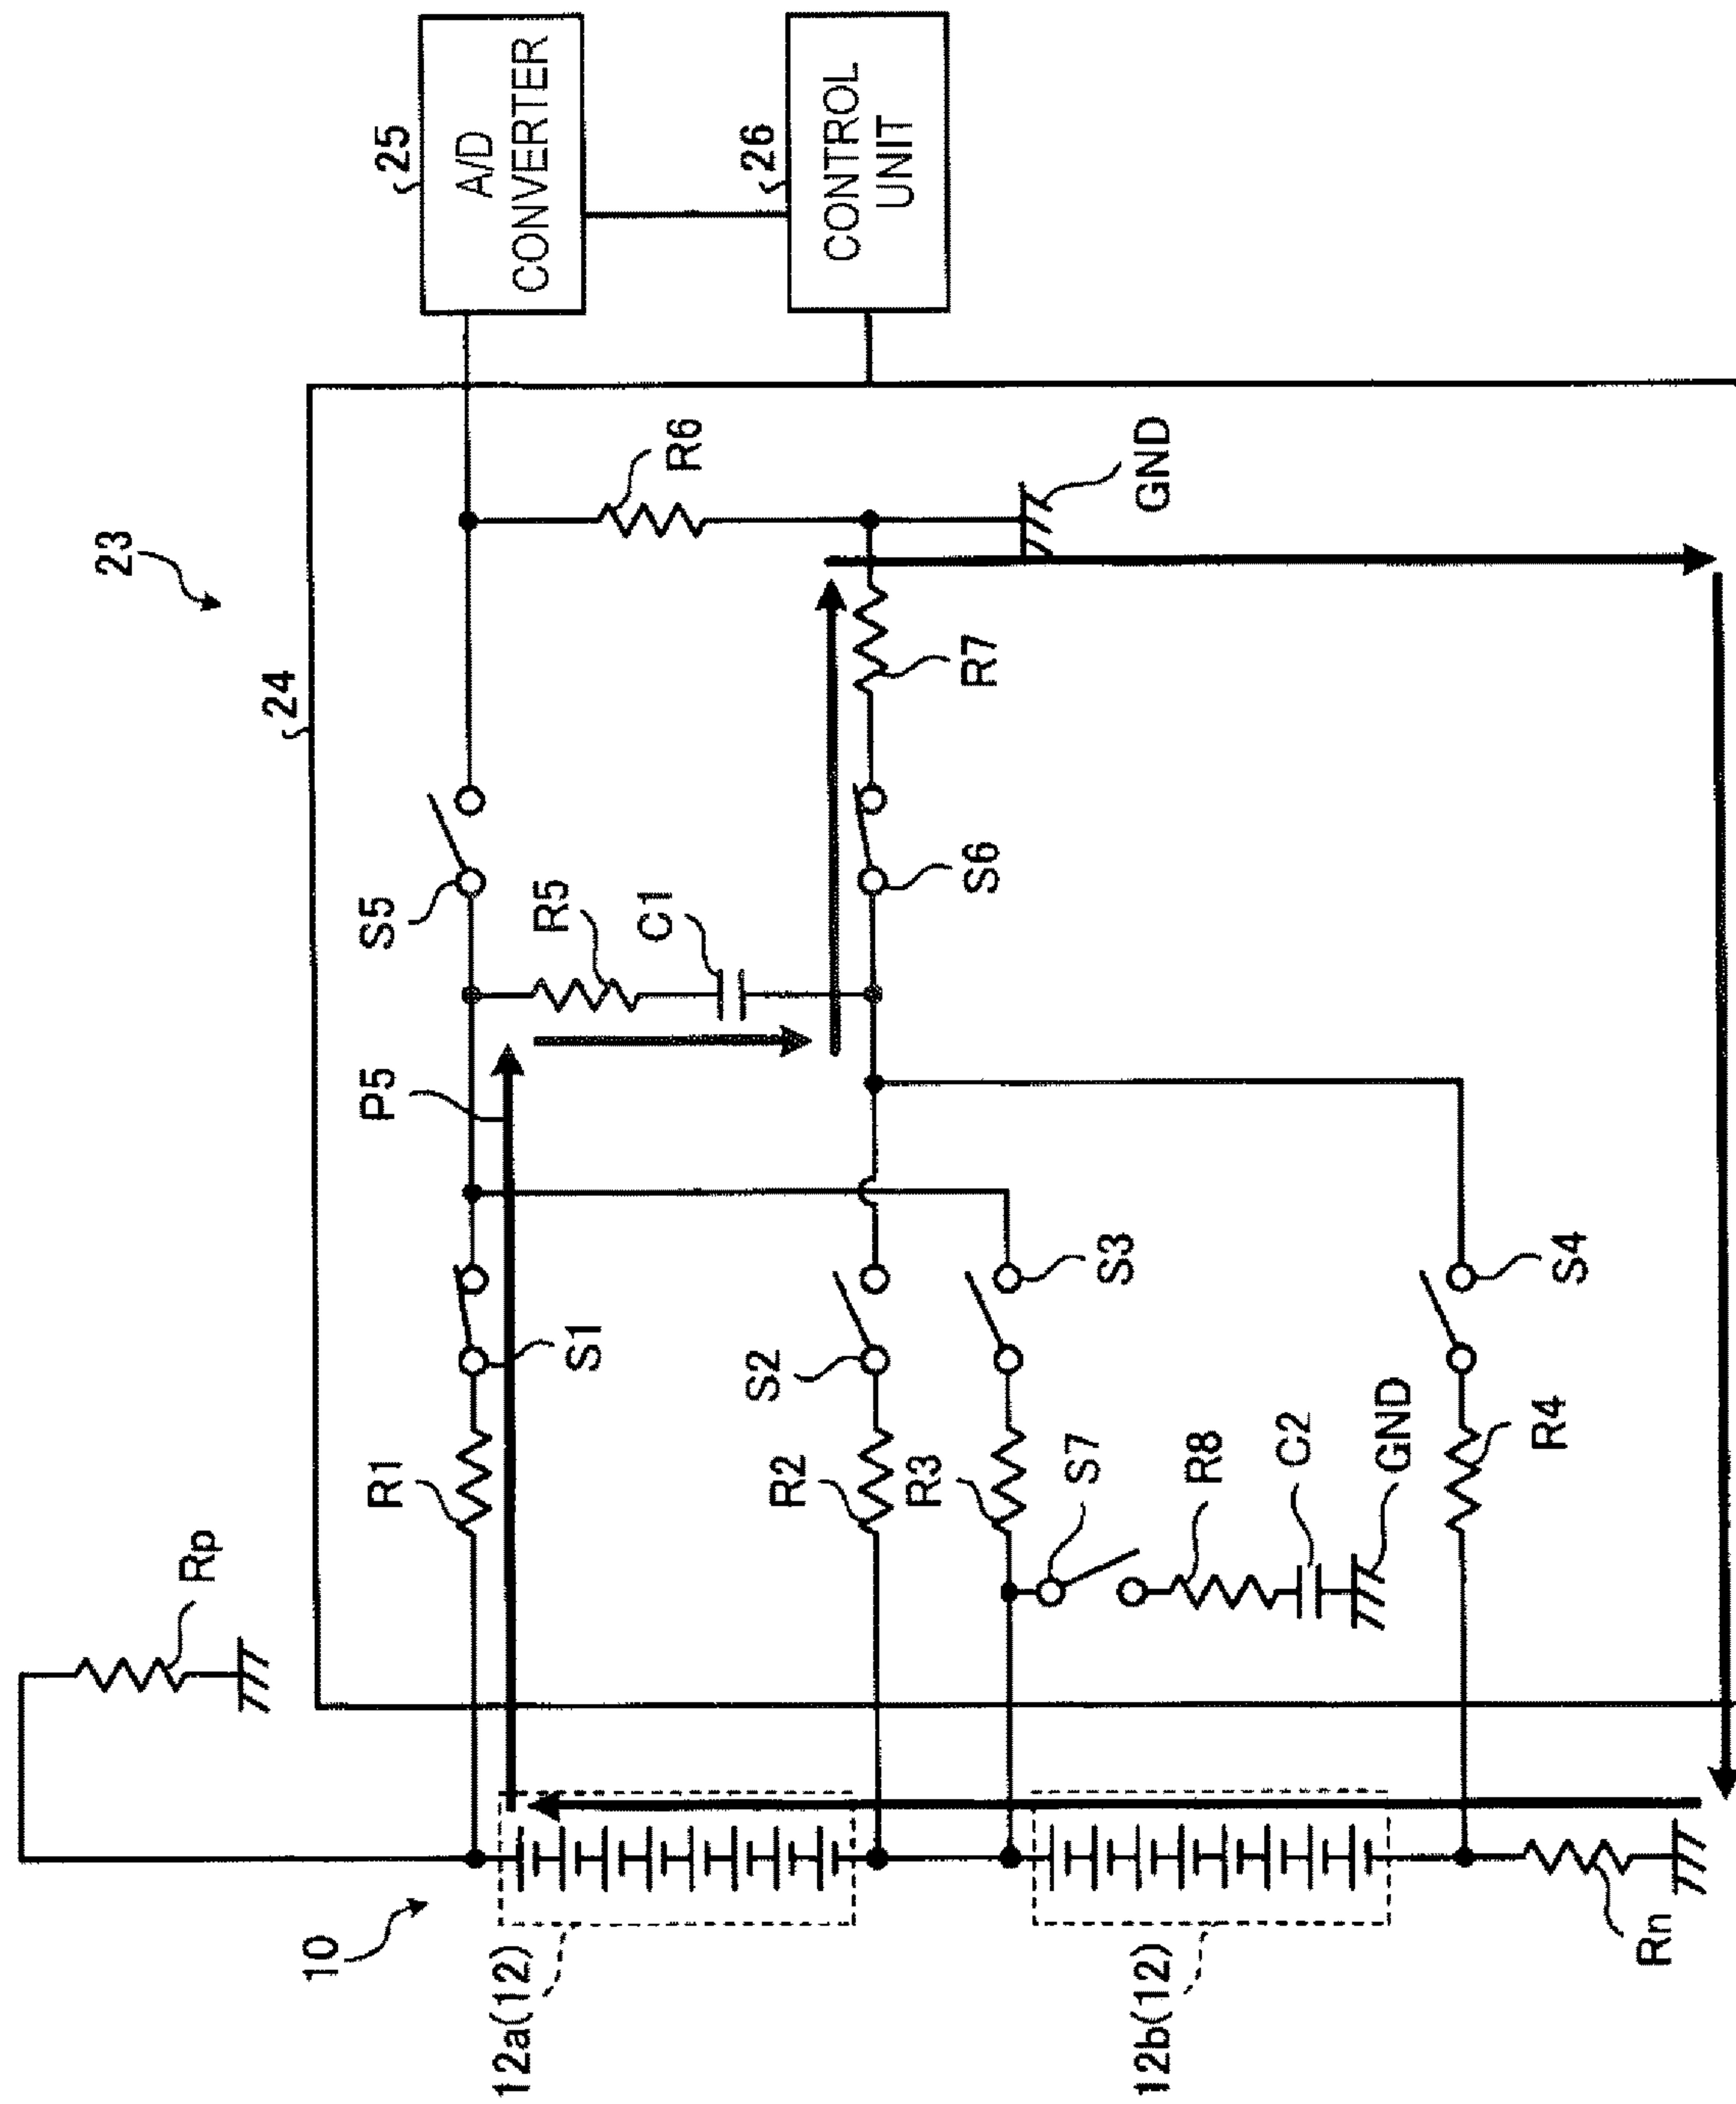 23
24
25
A/D
CONVERTER
26
CONTROL
UNIT
Rp
R1
S1
P5
S5
R5
C1
R6
S6
R7
GND
R2
S2
R3
S3
S7
R8
C2
GND
R4
S4
10
12a(12)
12b(12)
Rn